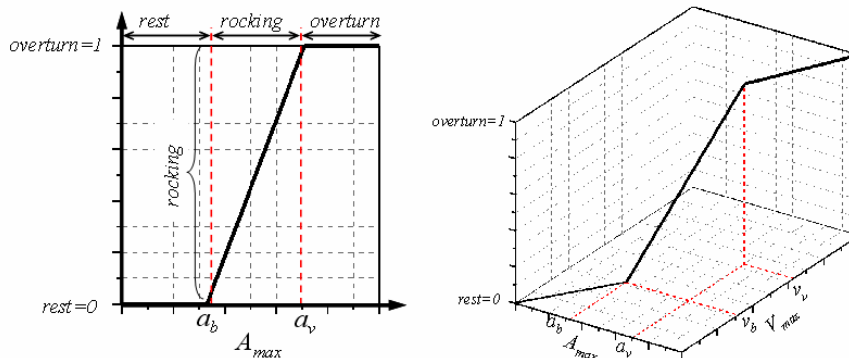 rest rocking overturn
overturn=1
rocking
rest=0
a_b a_v
A_max
overturn=1
rest=0
a_b
A_max
a_v
v_b
V_max
v_v